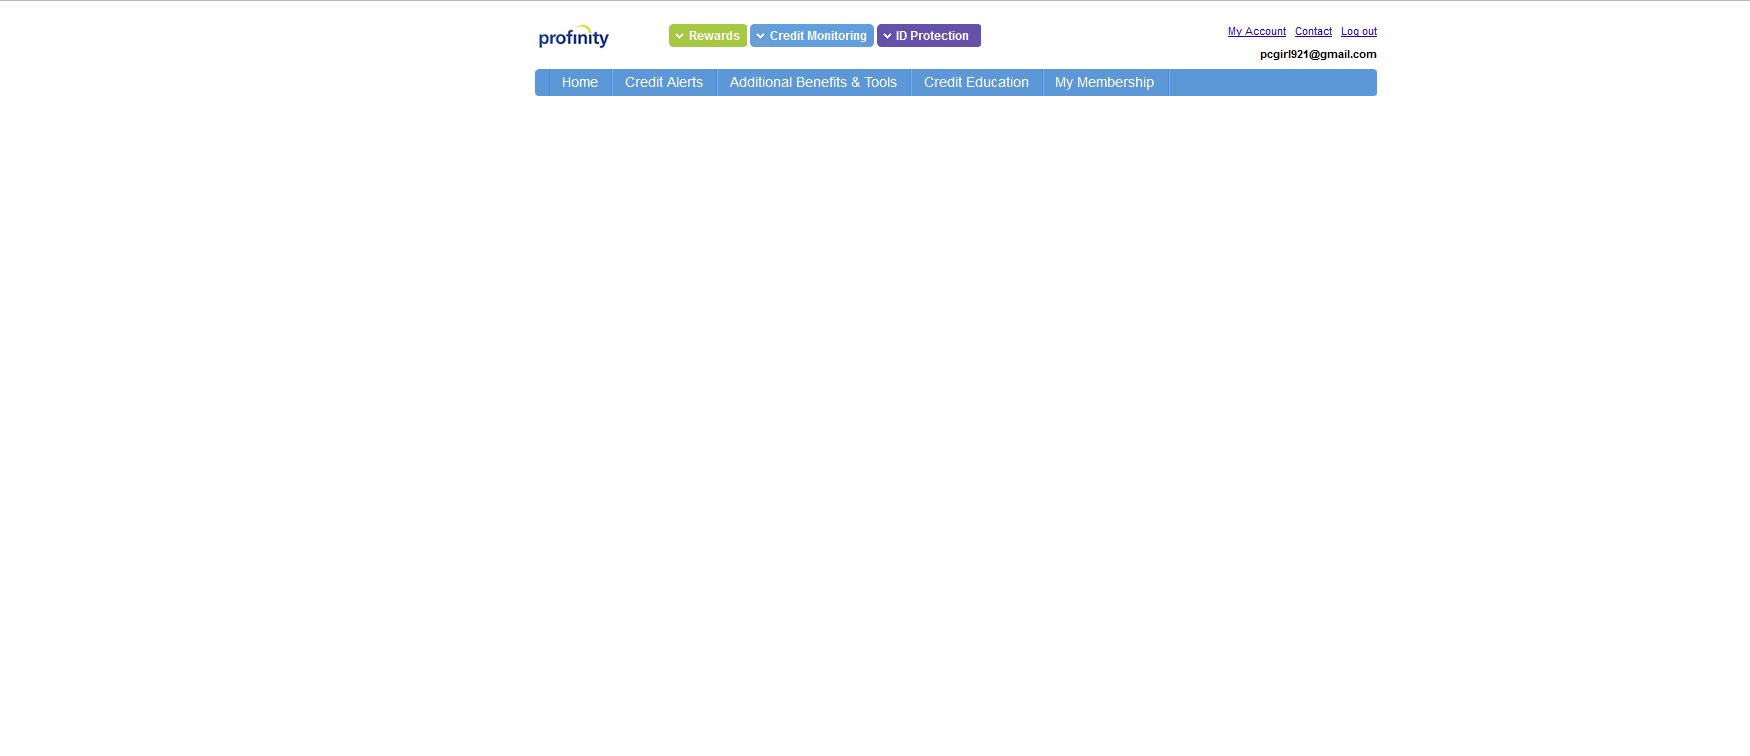 profinity
Rewards Credit Monitoring ID Protection
My Account Contact Log out
pcgirl921@gmail.com
Home Credit Alerts Additional Benefits & Tools Credit Education My Membership